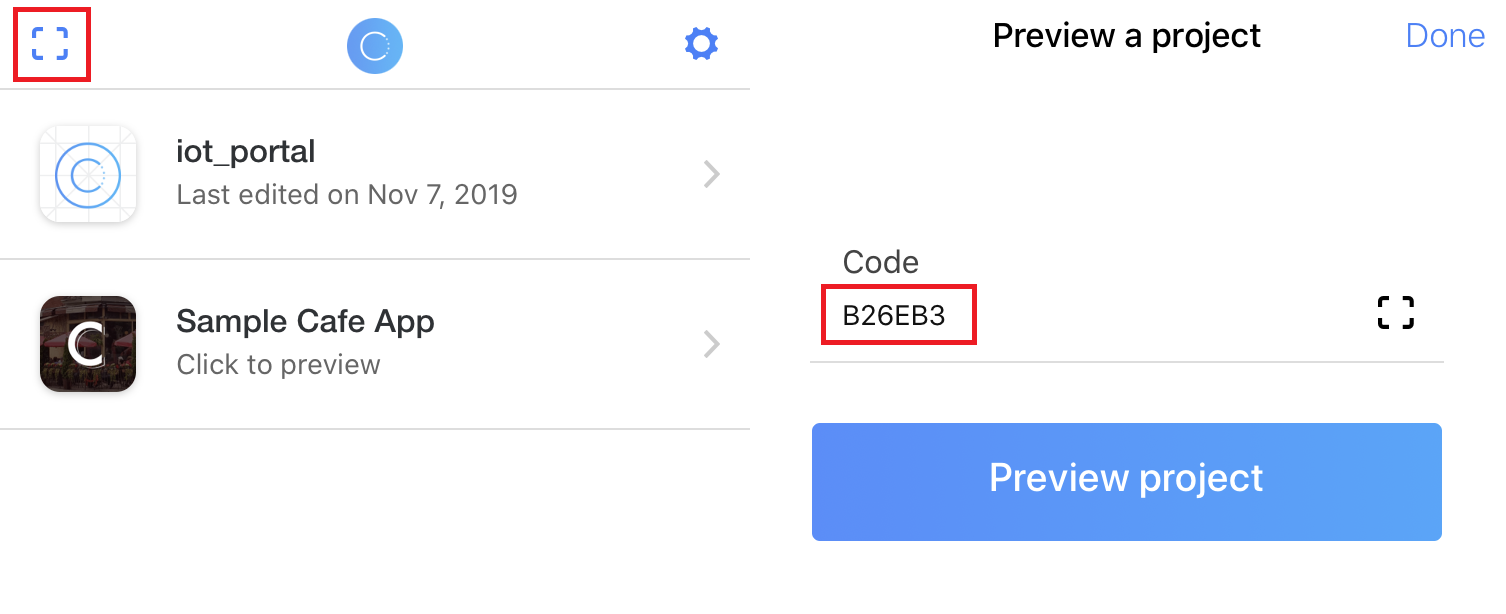 iot_portal
Last edited on Nov 7, 2019
Sample Cafe App
Click to preview
Preview a project
Done
Code
B26EB3
Preview project